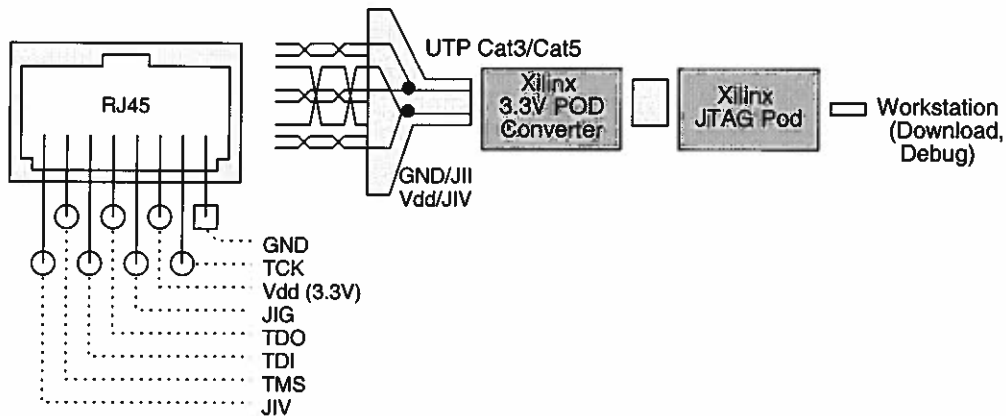 UTP Cat3/Cat5
RJ45
Xilinx
3.3V POD
Converter
Xilinx
JTAG Pod
Workstation
(Download,
Debug)
GND/JII
Vdd/JIV
GND
TCK
Vdd (3.3V)
JIG
TDO
TDI
TMS
JIV